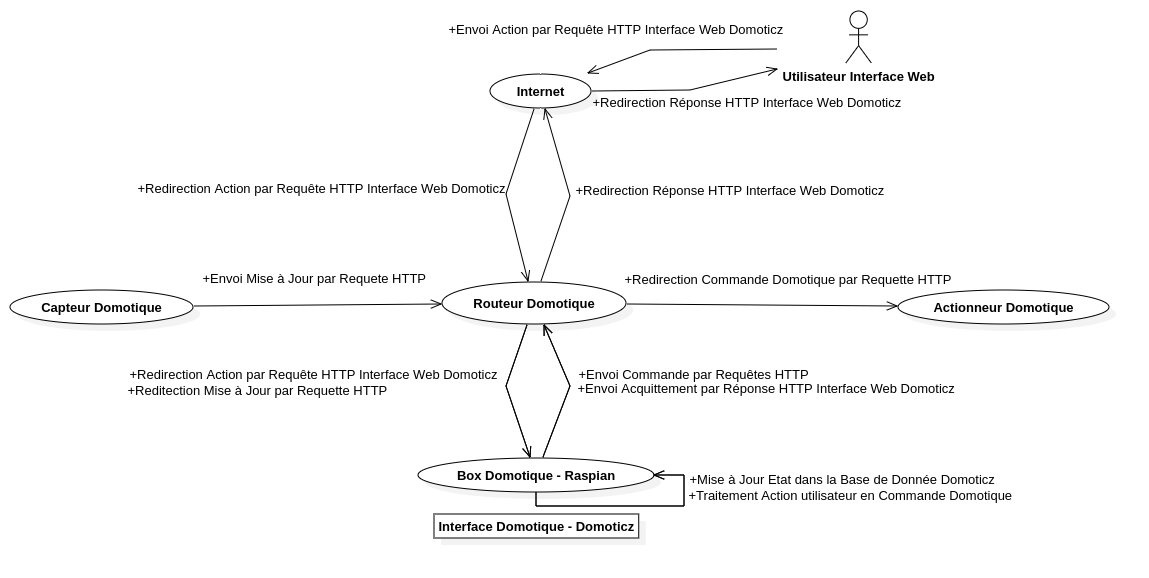 +Envoi Action par Requête HTTP Interface Web Domoticz
Utilisateur Interface Web
Internet
+Redirection Réponse HTTP Interface Web Domoticz
+Redirection Action par Requête HTTP Interface Web Domoticz
+Redirection Réponse HTTP Interface Web Domoticz
+Envoi Mise à Jour par Requete HTTP
+Redirection Commande Domotique par Requette HTTP
Capteur Domotique
Routeur Domotique
Actionneur Domotique
+Redirection Action par Requête HTTP Interface Web Domoticz
+Reditection Mise à Jour par Requette HTTP
+Envoi Commande par Requêtes HTTP
+Envoi Acquittement par Réponse HTTP Interface Web Domoticz
Box Domotique - Raspian
+Mise à Jour Etat dans la Base de Donnée Domoticz
+Traitement Action utilisateur en Commande Domotique
Interface Domotique - Domoticz